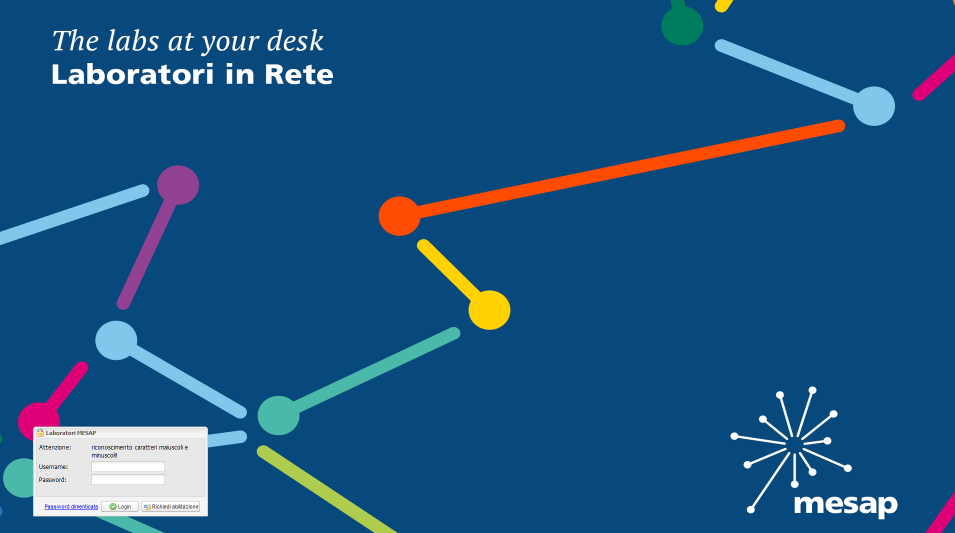 The labs at your desk
Laboratori in Rete
Laboratori MESAP
Attenzione: riconoscimento caratteri maiuscoli e
minuscoli!
Username:
Password:
Password dimenticata Login Richiedi abilitazione
mesap